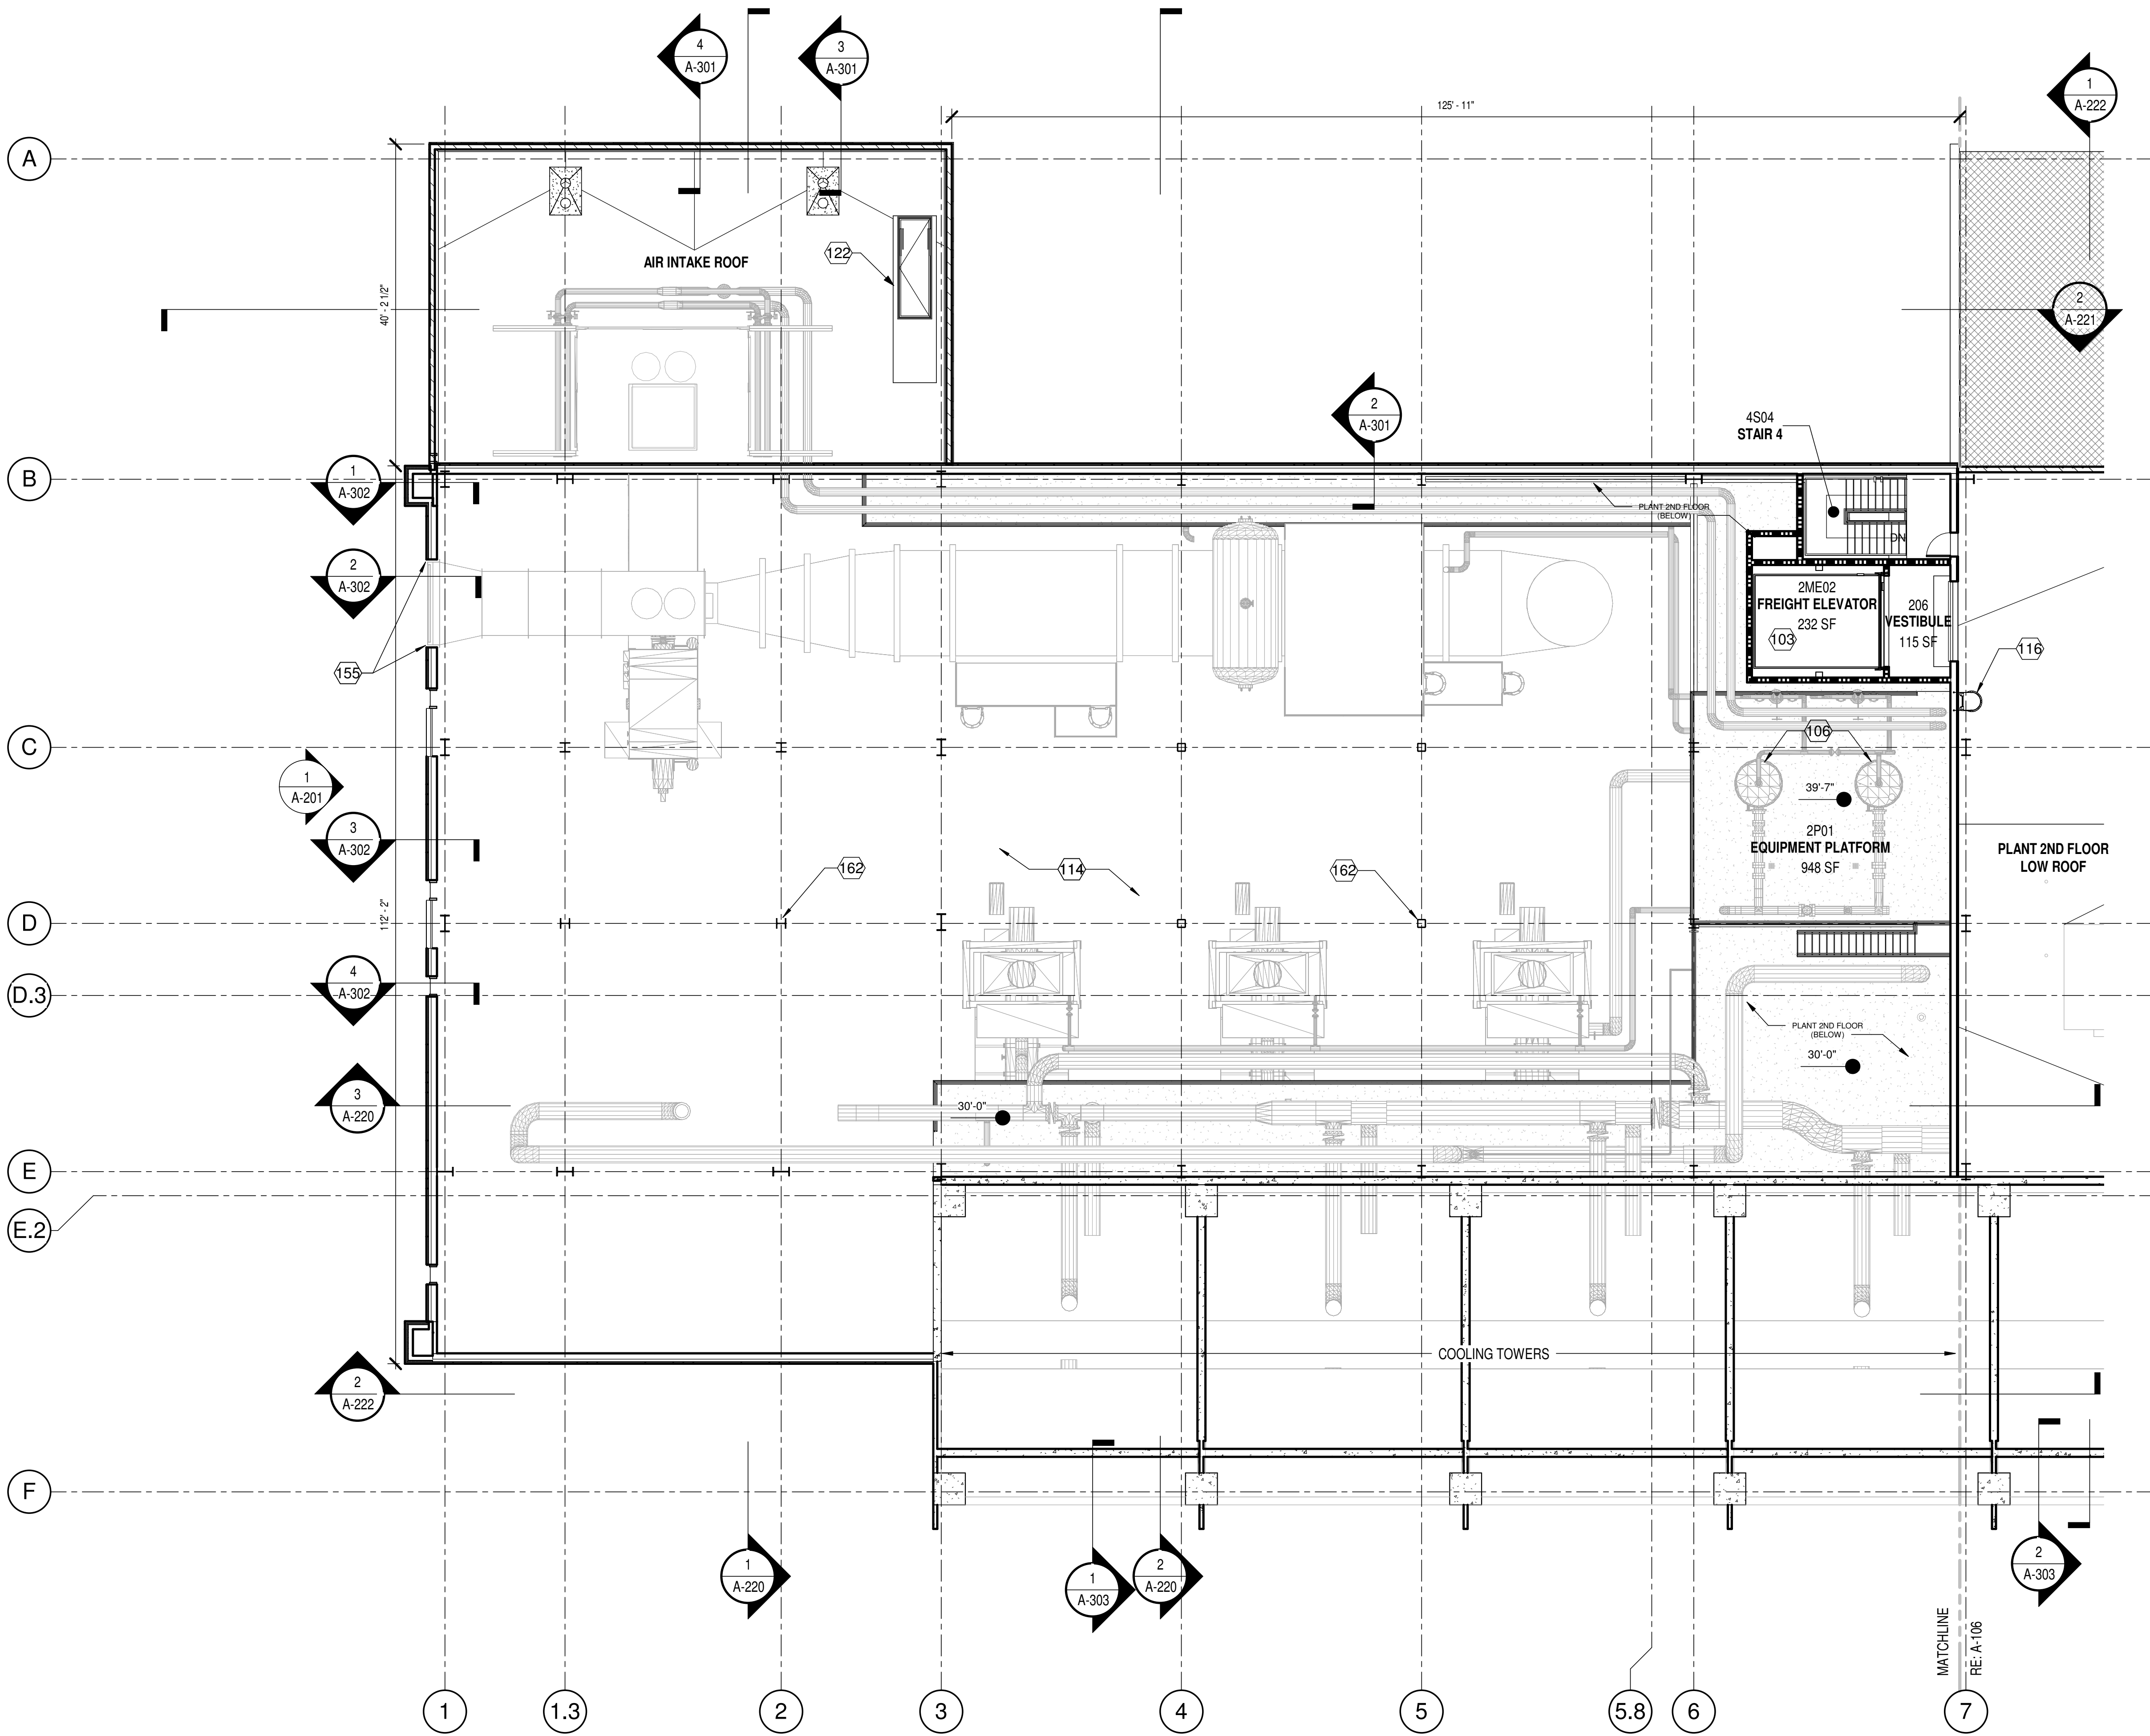 4
A-301
3
A-301
1
A-222
125' - 11"
A
AIR INTAKE ROOF
122
40' - 2 1/2"
2
A-221
2
A-301
4S04
STAIR 4
B
1
A-302
PLANT 2ND FLOOR
(BELOW)
DN
2
A-302
2ME02
FREIGHT ELEVATOR
232 SF
103
206
VESTIBULE
115 SF
155
116
C
106
1
A-201
39'-7"
3
A-302
2P01
EQUIPMENT PLATFORM
948 SF
PLANT 2ND FLOOR
LOW ROOF
162
114
162
112' - 2"
D
4
A-302
D.3
PLANT 2ND FLOOR
(BELOW)
30'-0"
3
A-220
30'-0"
E
E.2
COOLING TOWERS
2
A-222
F
1
A-220
1
A-303
2
A-220
2
A-303
MATCHLINE
RE: A-106
1
1.3
2
3
4
5
5.8
6
7